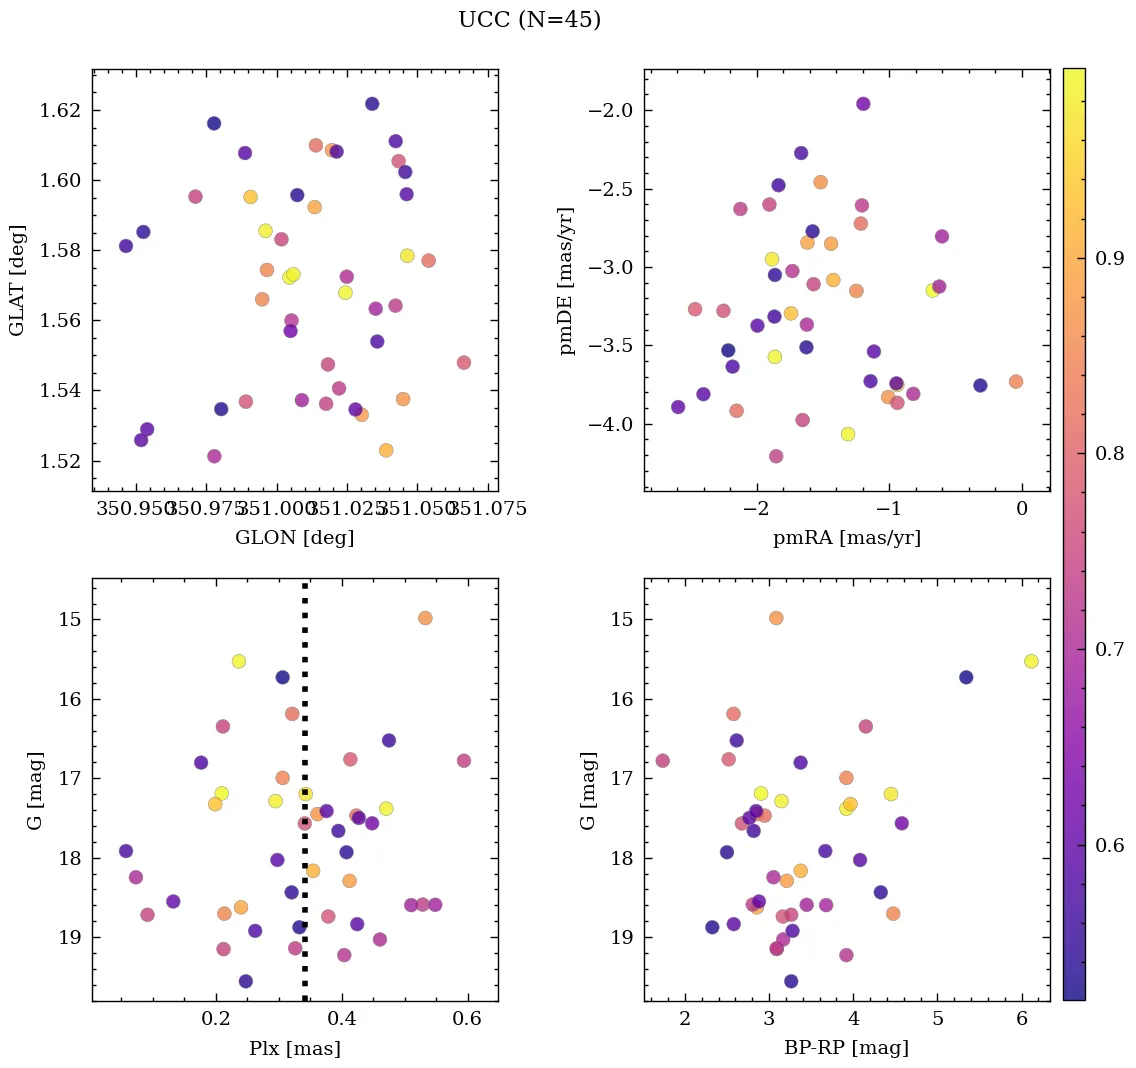 UCC (N=45)
1.62
1.60
1.58
1.56
1.54
1.52
GLAT [deg]
350.950 350.975 351.000 351.025 351.050 351.075
GLON [deg]
−2.0
−2.5
−3.0
−3.5
−4.0
pmDE [mas/yr]
−2 −1 0
pmRA [mas/yr]
0.9
0.8
0.7
0.6
15
16
17
18
19
G [mag]
0.2 0.4 0.6
Plx [mas]
15
16
17
18
19
G [mag]
2 3 4 5 6
BP-RP [mag]